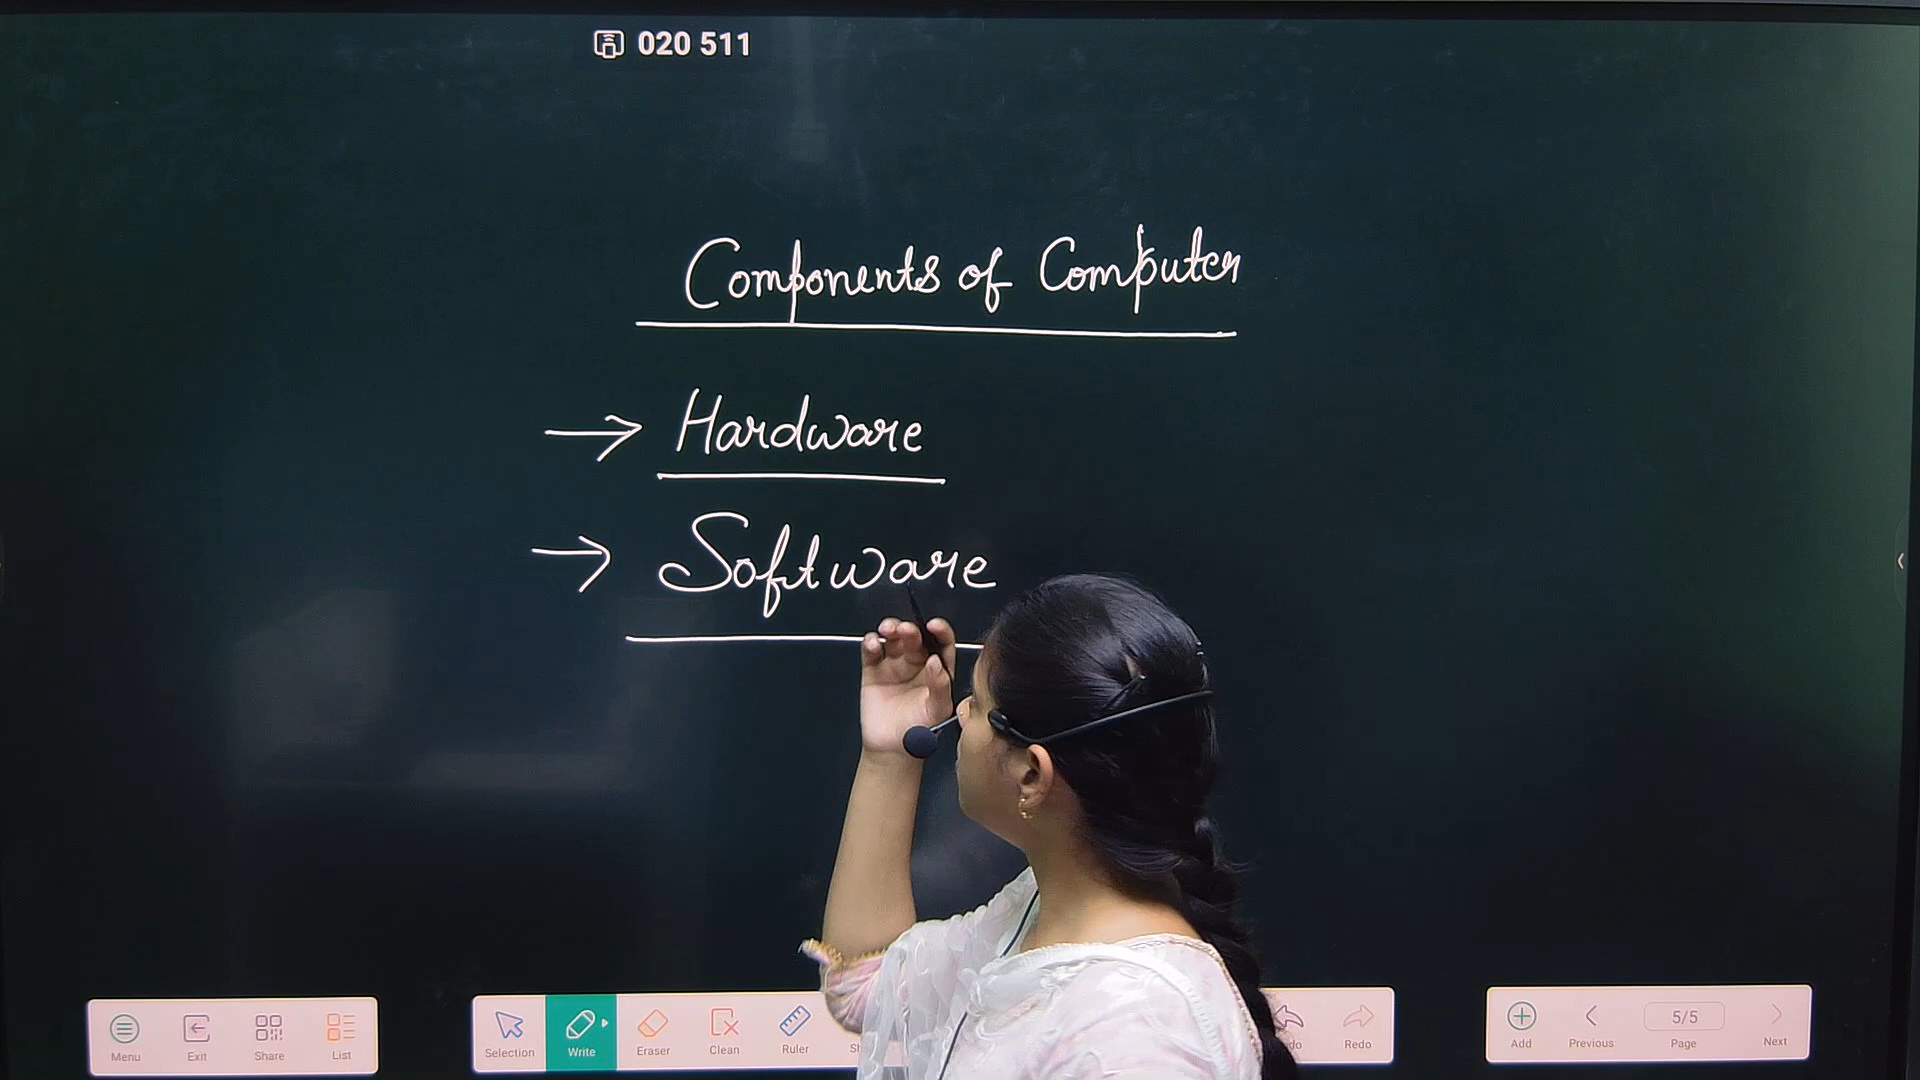 020 511
Components of Computer
→ Hardware
→ Software
Menu Exit Share List Selection Write Eraser Clean Ruler Redo Add Previous 5/5 Page Next